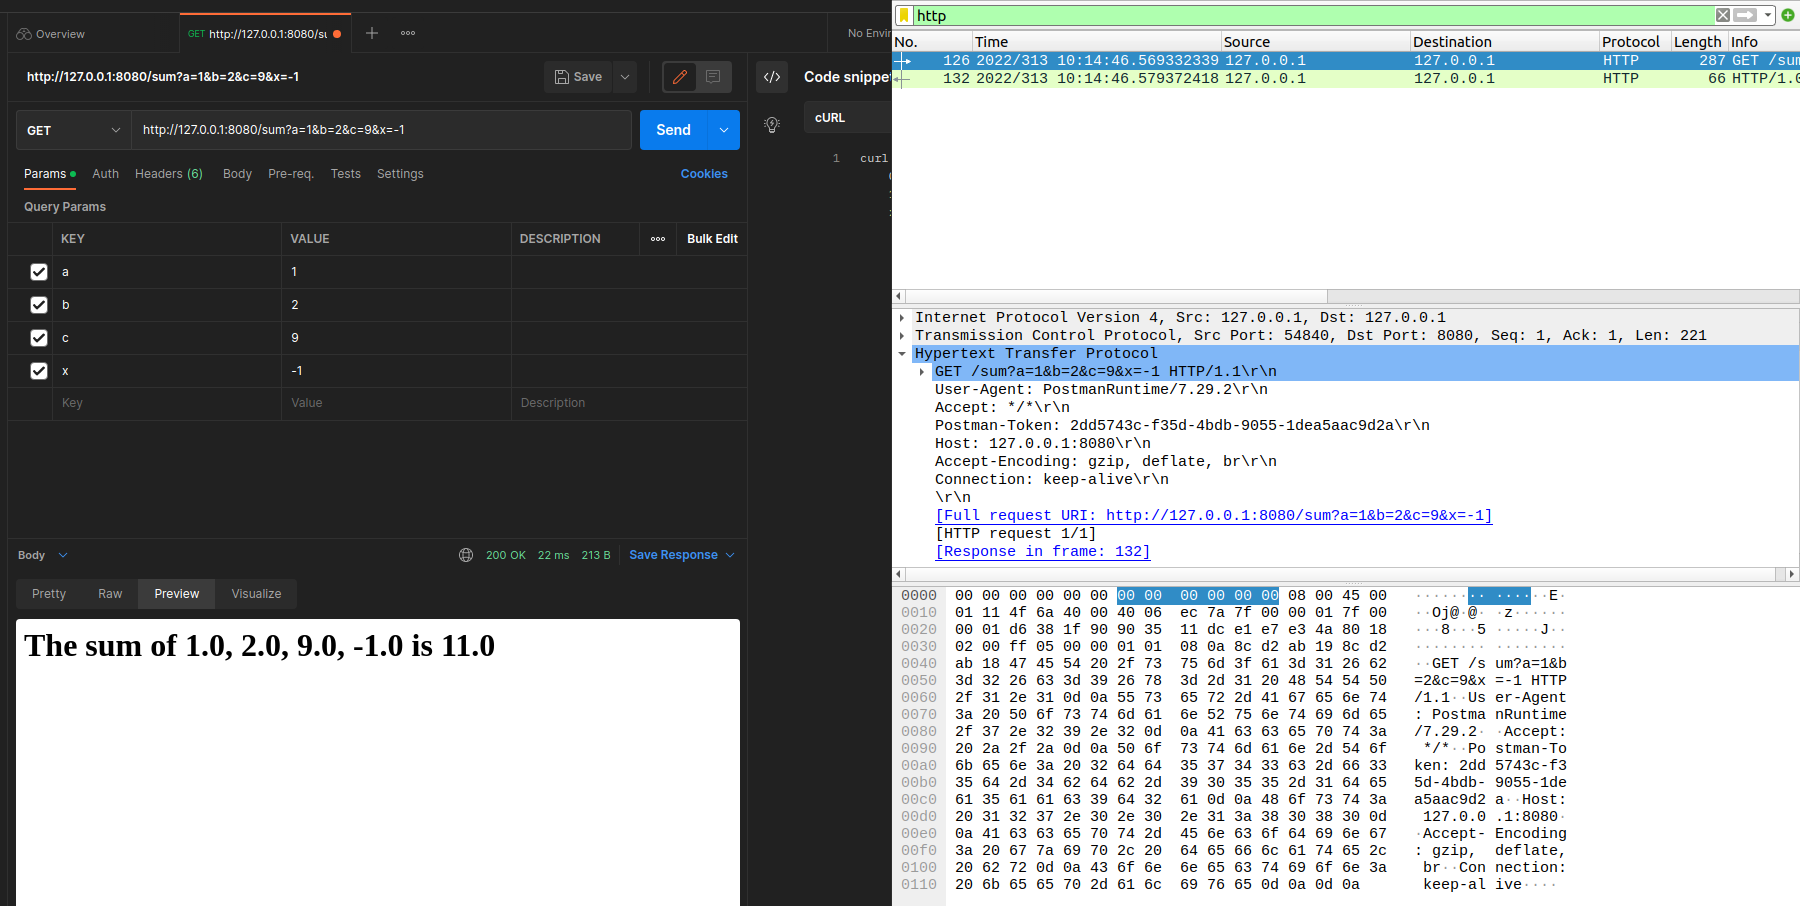 Overview
GET http://127.0.0.1:8080/su
No Envir
http://127.0.0.1:8080/sum?a=1&b=2&c=9&x=-1
Save
Code snippet
GET
http://127.0.0.1:8080/sum?a=1&b=2&c=9&x=-1
Send
cURL
1 curl
Params Auth Headers (6) Body Pre-req. Tests Settings Cookies
Query Params
KEY VALUE DESCRIPTION Bulk Edit
a 1
b 2
c 9
x -1
Key Value Description
Body 200 OK 22 ms 213 B Save Response
Pretty Raw Preview Visualize
The sum of 1.0, 2.0, 9.0, -1.0 is 11.0
http
No. Time Source Destination Protocol Length Info
126 2022/313 10:14:46.569332339 127.0.0.1 127.0.0.1 HTTP 287 GET /sum
132 2022/313 10:14:46.579372418 127.0.0.1 127.0.0.1 HTTP 66 HTTP/1.0
Internet Protocol Version 4, Src: 127.0.0.1, Dst: 127.0.0.1
Transmission Control Protocol, Src Port: 54840, Dst Port: 8080, Seq: 1, Ack: 1, Len: 221
Hypertext Transfer Protocol
GET /sum?a=1&b=2&c=9&x=-1 HTTP/1.1\r\n
User-Agent: PostmanRuntime/7.29.2\r\n
Accept: */*\r\n
Postman-Token: 2dd5743c-f35d-4bdb-9055-1dea5aac9d2a\r\n
Host: 127.0.0.1:8080\r\n
Accept-Encoding: gzip, deflate, br\r\n
Connection: keep-alive\r\n
\r\n
[Full request URI: http://127.0.0.1:8080/sum?a=1&b=2&c=9&x=-1]
[HTTP request 1/1]
[Response in frame: 132]
0000 00 00 00 00 00 00 00 00 00 00 00 00 08 00 45 00 ········ ······E·
0010 01 11 4f 6a 40 00 40 06 ec 7a 7f 00 00 01 7f 00 ··Oj@·@· ·z······
0020 00 01 d6 38 1f 90 90 35 11 dc e1 e7 e3 4a 80 18 ···8···5 ·····J··
0030 02 00 ff 05 00 00 01 01 08 0a 8c d2 ab 19 8c d2 ········ ········
0040 ab 18 47 45 54 20 2f 73 75 6d 3f 61 3d 31 26 62 ··GET /s um?a=1&b
0050 3d 32 26 63 3d 39 26 78 3d 2d 31 20 48 54 54 50 =2&c=9&x =-1 HTTP
0060 2f 31 2e 31 0d 0a 55 73 65 72 2d 41 67 65 6e 74 /1.1··Us er-Agent
0070 3a 20 50 6f 73 74 6d 61 6e 52 75 6e 74 69 6d 65 : Postma nRuntime
0080 2f 37 2e 32 39 2e 32 0d 0a 41 63 63 65 70 74 3a /7.29.2· ·Accept:
0090 20 2a 2f 2a 0d 0a 50 6f 73 74 6d 61 6e 2d 54 6f */*··Po stman-To
00a0 6b 65 6e 3a 20 32 64 64 35 37 34 33 63 2d 66 33 ken: 2dd 5743c-f3
00b0 35 64 2d 34 62 64 62 2d 39 30 35 35 2d 31 64 65 5d-4bdb- 9055-1de
00c0 61 35 61 61 63 39 64 32 61 0d 0a 48 6f 73 74 3a a5aac9d2 a··Host:
00d0 20 31 32 37 2e 30 2e 30 2e 31 3a 38 30 38 30 0d 127.0.0 .1:8080·
00e0 0a 41 63 63 65 70 74 2d 45 6e 63 6f 64 69 6e 67 ·Accept- Encoding
00f0 3a 20 67 7a 69 70 2c 20 64 65 66 6c 61 74 65 2c : gzip, deflate,
0100 20 62 72 0d 0a 43 6f 6e 6e 65 63 74 69 6f 6e 3a br··Con nection:
0110 20 6b 65 65 70 2d 61 6c 69 76 65 0d 0a 0d 0a keep-al ive····